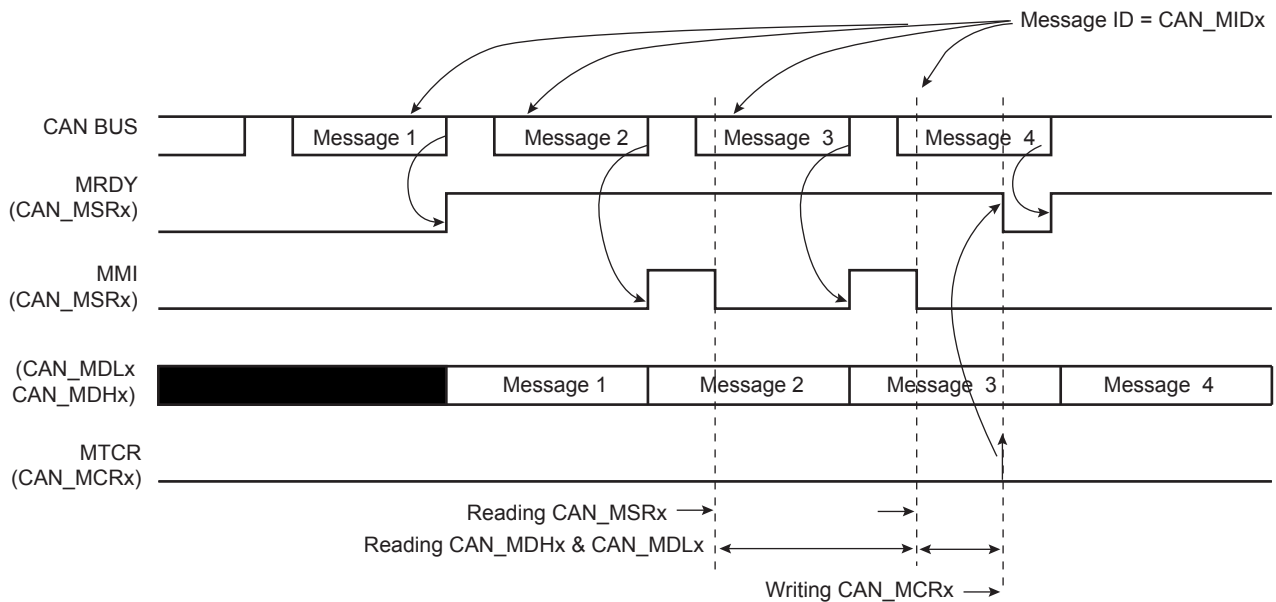 Message ID = CAN_MIDx
CAN BUS
Message 1
Message 2
Message 3
Message 4
MRDY
(CAN_MSRx)
MMI
(CAN_MSRx)
(CAN_MDLx
CAN_MDHx)
Message 1
Message 2
Message 3
Message 4
MTCR
(CAN_MCRx)
Reading CAN_MSRx
Reading CAN_MDHx & CAN_MDLx
Writing CAN_MCRx